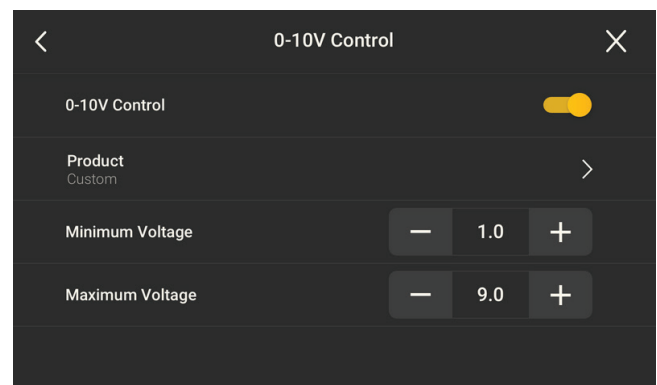 0-10V Control
0-10V Control
Product
Custom
Minimum Voltage
1.0
Maximum Voltage
9.0